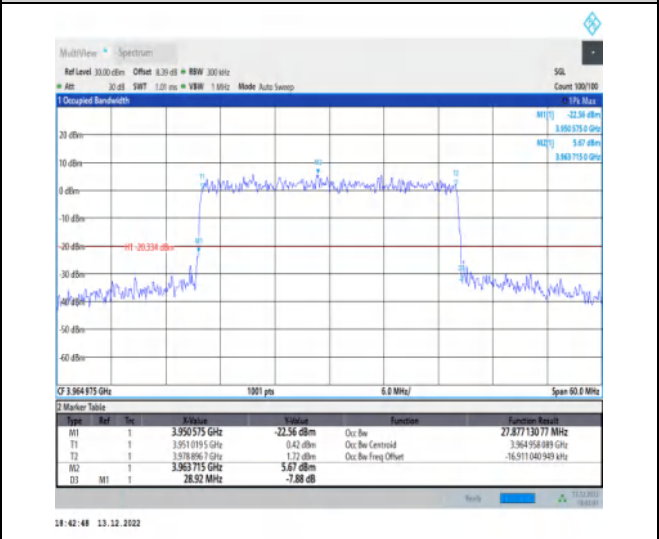 MultiView Spectrum
Ref Level 30.00 dBm Offset 8.39 dB RBW 300 kHz SGL
Att 30 dB SWT 1.01 ms VBW 1 MHz Mode Auto Sweep Count 100/100
1 Occupied Bandwidth 1Pk Max
M1[1] -22.56 dBm
3.950 575 0 GHz
M2[1] 5.67 dBm
3.963 715 0 GHz
20 dBm
10 dBm
M2
T1
T2
0 dBm
-10 dBm
-20 dBm
H1 -20.334 dBm
M1
-30 dBm
-40 dBm
-50 dBm
-60 dBm
CF 3.964 975 GHz 1001 pts 6.0 MHz/ Span 60.0 MHz
2 Marker Table
Type Ref Trc X-Value Y-Value Function Function Result
M1 1 3.950 575 GHz -22.56 dBm Occ Bw 27.877 130 77 MHz
T1 1 3.951 019 5 GHz 0.42 dBm Occ Bw Centroid 3.964 958 089 GHz
T2 1 3.978 896 7 GHz 1.72 dBm Occ Bw Freq Offset -16.911 040 949 kHz
M2 1 3.963 715 GHz 5.67 dBm
D3 M1 1 28.92 MHz -7.88 dB
Ready 13.12.2022
18:42:48 13.12.2022